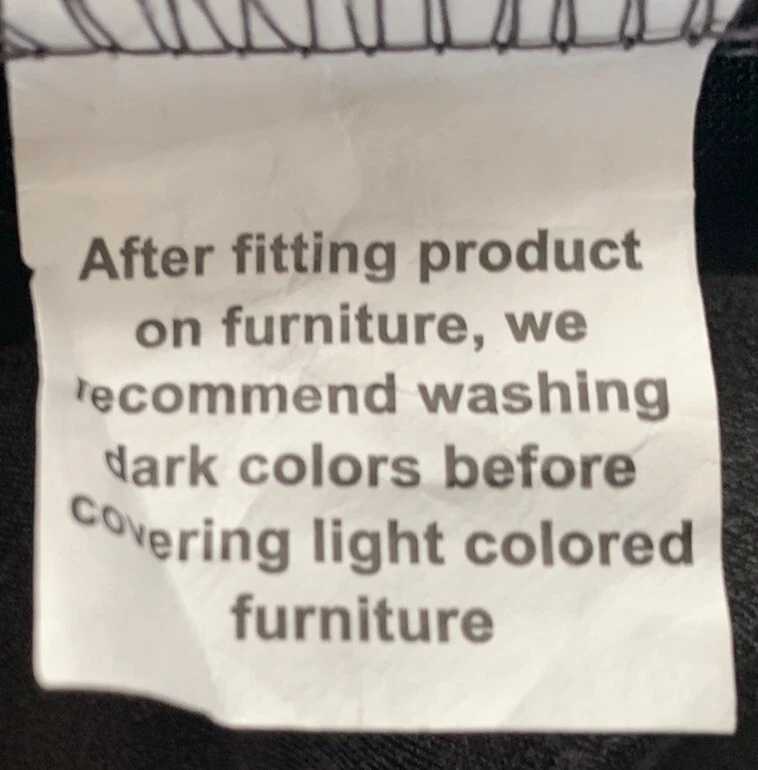 After fitting product
on furniture, we
recommend washing
dark colors before
covering light colored
furniture